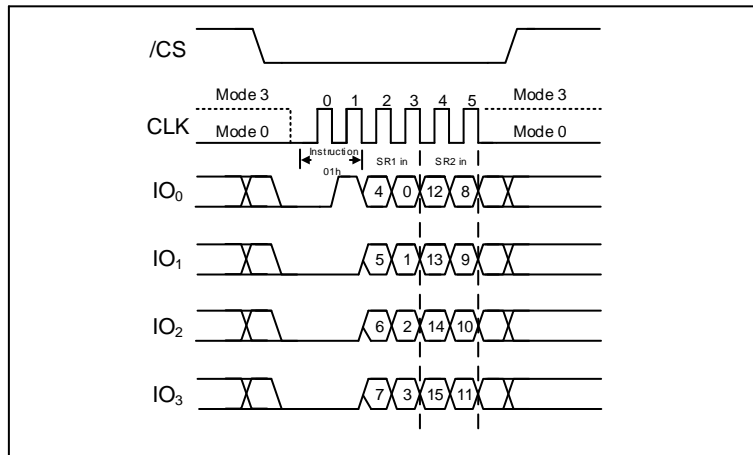 /CS
Mode 3 0 1 2 3 4 5 Mode 3
CLK Mode 0 Mode 0
Instruction SR1 in SR2 in
01h
IO₀ 4 0 12 8
IO₁ 5 1 13 9
IO₂ 6 2 14 10
IO₃ 7 3 15 11